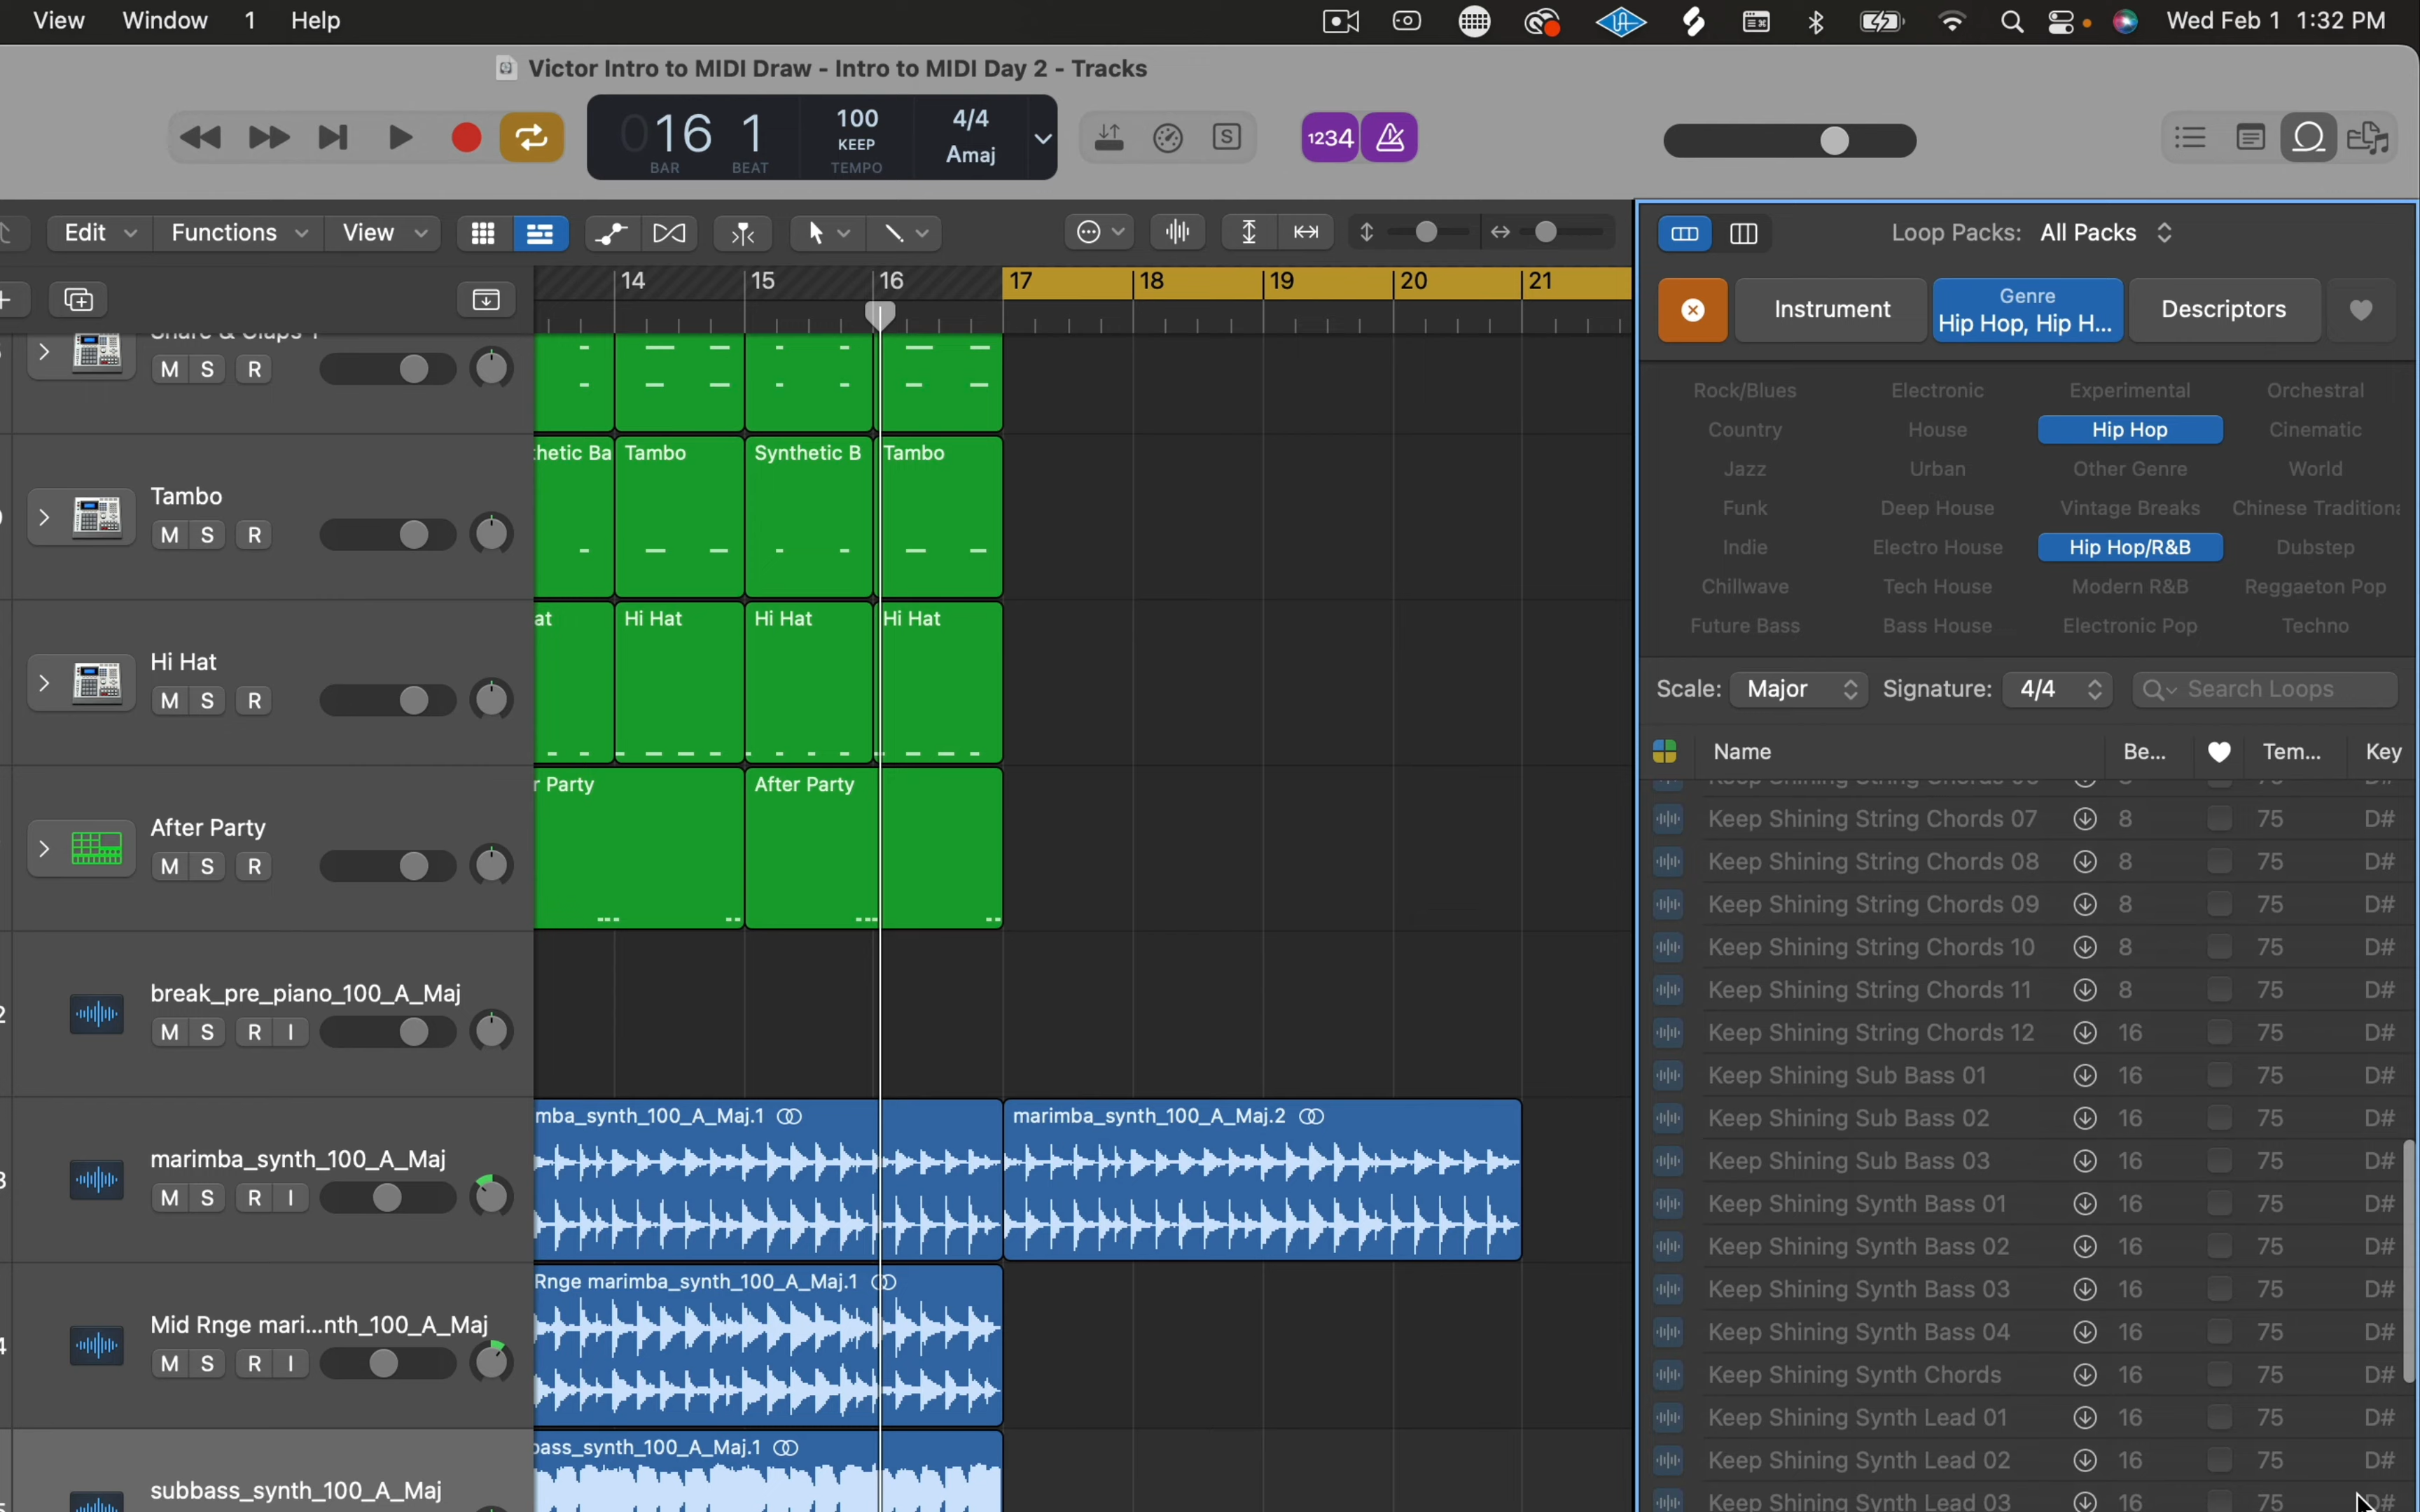 View Window 1 Help
Wed Feb 1 1:32 PM
Victor Intro to MIDI Draw - Intro to MIDI Day 2 - Tracks
016 1
BAR BEAT
100
KEEP
TEMPO
4/4
Amaj
S
1234
Edit Functions View
Loop Packs: All Packs
14 15 16 17 18 19 20 21
Instrument
Genre
Hip Hop, Hip H...
Descriptors
M S R
Rock/Blues Electronic Experimental Orchestral
Country House Hip Hop Cinematic
Jazz Urban Other Genre World
Funk Deep House Vintage Breaks Chinese Traditiona
Indie Electro House Hip Hop/R&B Dubstep
Chillwave Tech House Modern R&B Reggaeton Pop
Future Bass Bass House Electronic Pop Techno
Tambo
M S R
thetic Ba Tambo Synthetic B Tambo
Hi Hat
M S R
at Hi Hat Hi Hat Hi Hat
After Party
M S R
r Party After Party
break_pre_piano_100_A_Maj
M S R I
marimba_synth_100_A_Maj
M S R I
mba_synth_100_A_Maj.1
marimba_synth_100_A_Maj.2
Mid Rnge mari...nth_100_A_Maj
M S R I
Rnge marimba_synth_100_A_Maj.1
subbass_synth_100_A_Maj
bass_synth_100_A_Maj.1
Scale: Major Signature: 4/4 Search Loops
Name Be... Tem... Key
Keep Shining String Chords 07 8 75 D#
Keep Shining String Chords 08 8 75 D#
Keep Shining String Chords 09 8 75 D#
Keep Shining String Chords 10 8 75 D#
Keep Shining String Chords 11 8 75 D#
Keep Shining String Chords 12 16 75 D#
Keep Shining Sub Bass 01 16 75 D#
Keep Shining Sub Bass 02 16 75 D#
Keep Shining Sub Bass 03 16 75 D#
Keep Shining Synth Bass 01 16 75 D#
Keep Shining Synth Bass 02 16 75 D#
Keep Shining Synth Bass 03 16 75 D#
Keep Shining Synth Bass 04 16 75 D#
Keep Shining Synth Chords 16 75 D#
Keep Shining Synth Lead 01 16 75 D#
Keep Shining Synth Lead 02 16 75 D#
Keep Shining Synth Lead 03 16 75 D#